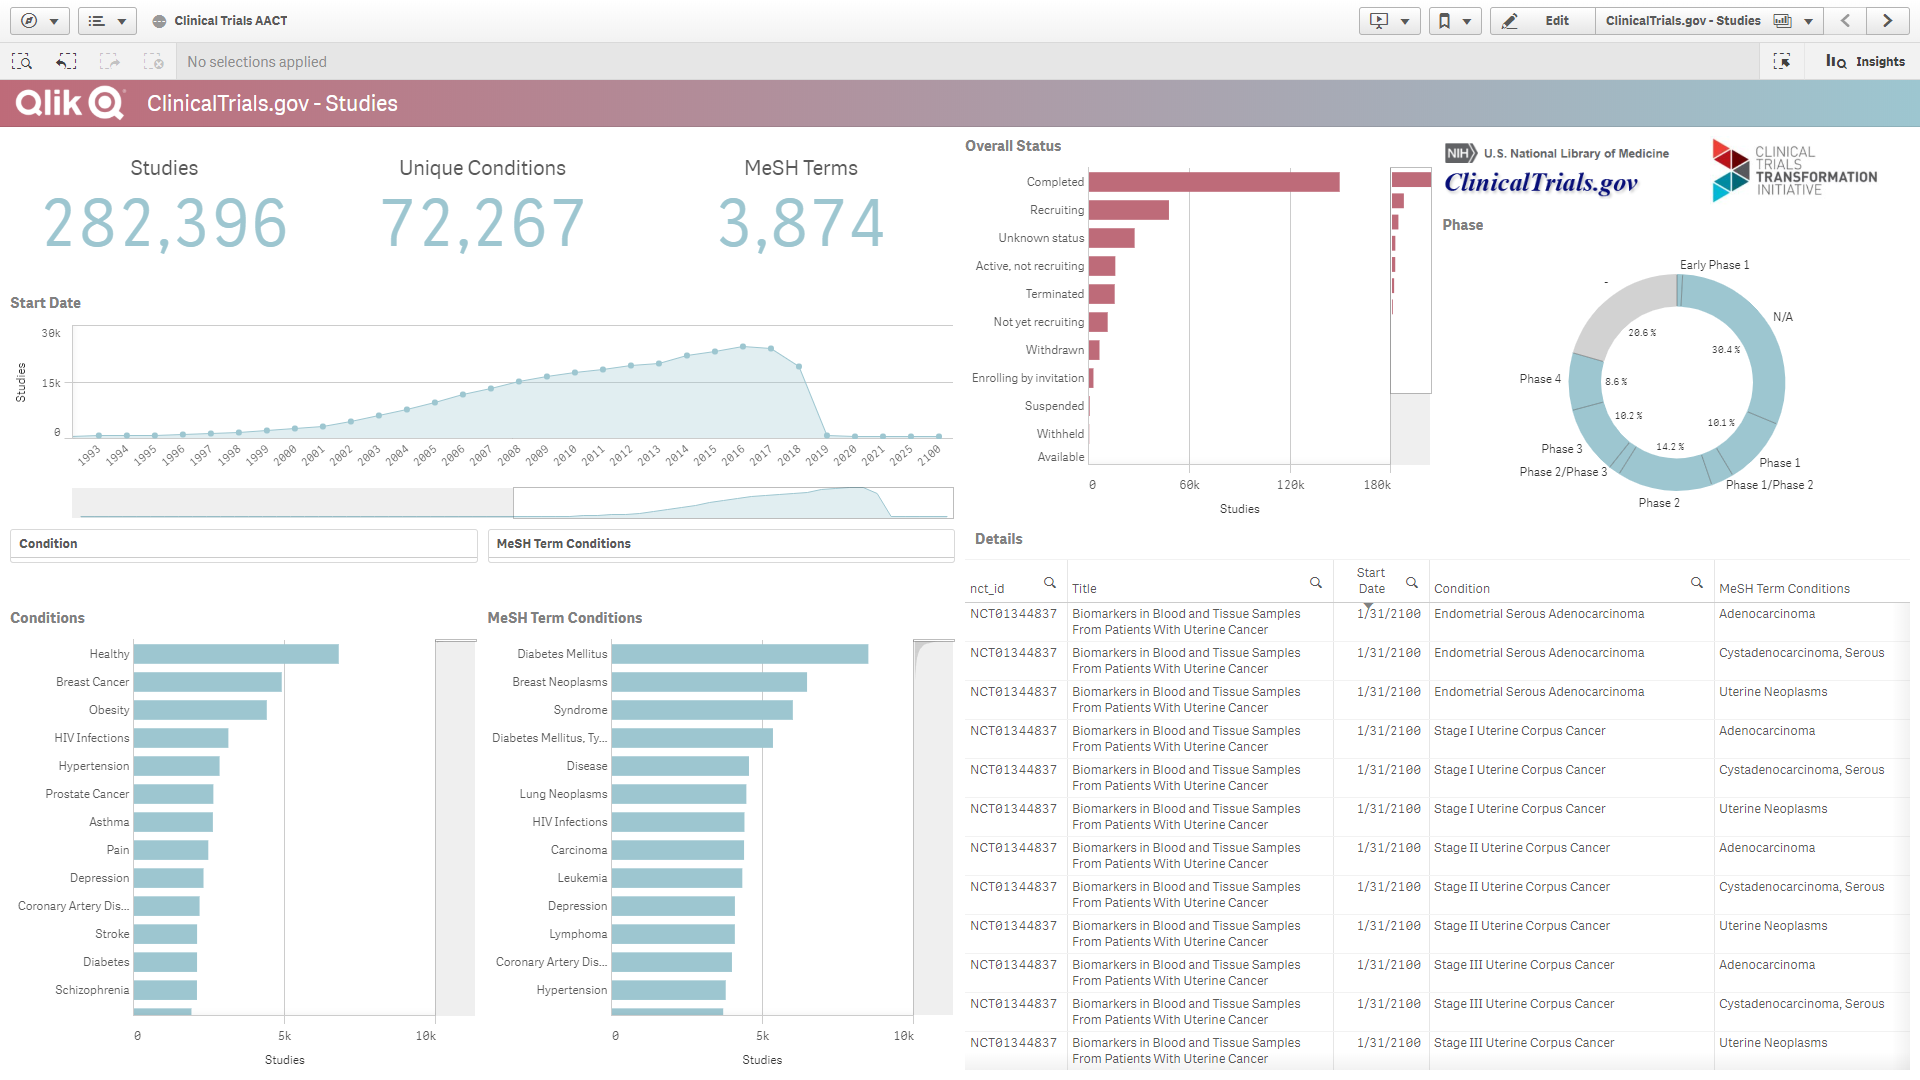 Clinical Trials AACT
Edit
ClinicalTrials.gov - Studies
No selections applied
Insights
Qlik
ClinicalTrials.gov - Studies
Studies
282,396
Unique Conditions
72,267
MeSH Terms
3,874
Start Date
Studies
30k
15k
0
1993 1994 1995 1996 1997 1998 1999 2000 2001 2002 2003 2004 2005 2006 2007 2008 2009 2010 2011 2012 2013 2014 2015 2016 2017 2018 2019 2020 2021 2025 2100
Condition
MeSH Term Conditions
Conditions
Healthy
Breast Cancer
Obesity
HIV Infections
Hypertension
Prostate Cancer
Asthma
Pain
Depression
Coronary Artery Dis...
Stroke
Diabetes
Schizophrenia
0 5k 10k
Studies
MeSH Term Conditions
Diabetes Mellitus
Breast Neoplasms
Syndrome
Diabetes Mellitus, Ty...
Disease
Lung Neoplasms
HIV Infections
Carcinoma
Leukemia
Depression
Lymphoma
Coronary Artery Dis...
Hypertension
0 5k 10k
Studies
Overall Status
Completed
Recruiting
Unknown status
Active, not recruiting
Terminated
Not yet recruiting
Withdrawn
Enrolling by invitation
Suspended
Withheld
Available
0 60k 120k 180k
Studies
NIH U.S. National Library of Medicine
ClinicalTrials.gov
CLINICAL
TRIALS
TRANSFORMATION
INITIATIVE
Phase
Early Phase 1
-
N/A
20.6 %
30.4 %
Phase 4
8.6 %
10.2 %
10.1 %
14.2 %
Phase 3
Phase 1
Phase 2/Phase 3
Phase 1/Phase 2
Phase 2
Details
nct_id Title Start Date Condition MeSH Term Conditions
NCT01344837 Biomarkers in Blood and Tissue Samples 1/31/2100 Endometrial Serous Adenocarcinoma Adenocarcinoma
From Patients With Uterine Cancer
NCT01344837 Biomarkers in Blood and Tissue Samples 1/31/2100 Endometrial Serous Adenocarcinoma Cystadenocarcinoma, Serous
From Patients With Uterine Cancer
NCT01344837 Biomarkers in Blood and Tissue Samples 1/31/2100 Endometrial Serous Adenocarcinoma Uterine Neoplasms
From Patients With Uterine Cancer
NCT01344837 Biomarkers in Blood and Tissue Samples 1/31/2100 Stage I Uterine Corpus Cancer Adenocarcinoma
From Patients With Uterine Cancer
NCT01344837 Biomarkers in Blood and Tissue Samples 1/31/2100 Stage I Uterine Corpus Cancer Cystadenocarcinoma, Serous
From Patients With Uterine Cancer
NCT01344837 Biomarkers in Blood and Tissue Samples 1/31/2100 Stage I Uterine Corpus Cancer Uterine Neoplasms
From Patients With Uterine Cancer
NCT01344837 Biomarkers in Blood and Tissue Samples 1/31/2100 Stage II Uterine Corpus Cancer Adenocarcinoma
From Patients With Uterine Cancer
NCT01344837 Biomarkers in Blood and Tissue Samples 1/31/2100 Stage II Uterine Corpus Cancer Cystadenocarcinoma, Serous
From Patients With Uterine Cancer
NCT01344837 Biomarkers in Blood and Tissue Samples 1/31/2100 Stage II Uterine Corpus Cancer Uterine Neoplasms
From Patients With Uterine Cancer
NCT01344837 Biomarkers in Blood and Tissue Samples 1/31/2100 Stage III Uterine Corpus Cancer Adenocarcinoma
From Patients With Uterine Cancer
NCT01344837 Biomarkers in Blood and Tissue Samples 1/31/2100 Stage III Uterine Corpus Cancer Cystadenocarcinoma, Serous
From Patients With Uterine Cancer
NCT01344837 Biomarkers in Blood and Tissue Samples 1/31/2100 Stage III Uterine Corpus Cancer Uterine Neoplasms
From Patients With Uterine Cancer